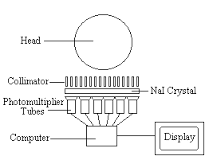 Head
Collimator
NaI Crystal
Photomultiplier
Tubes
Computer
Display